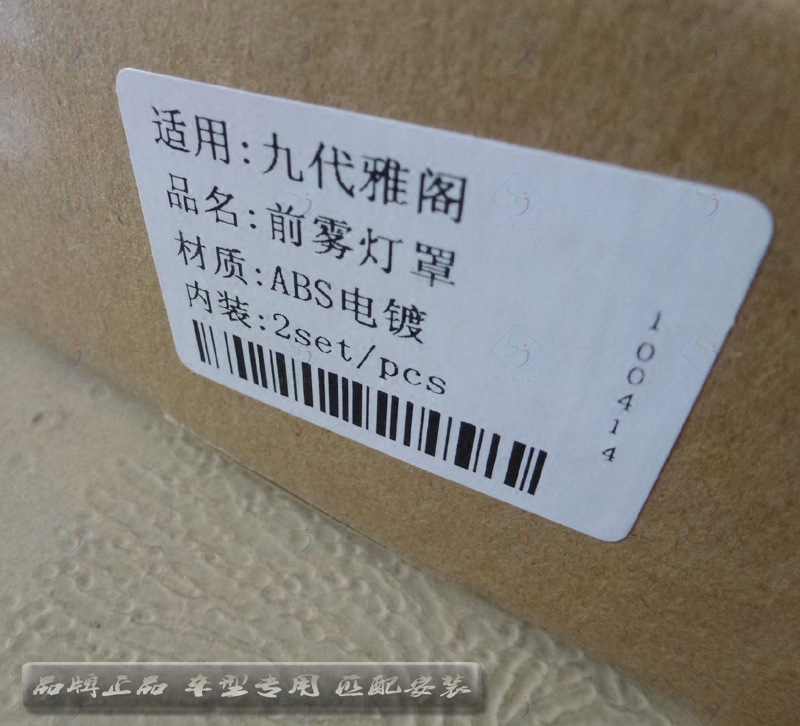 适用:九代雅阁
品名:前雾灯罩
材质:ABS电镀
内装:2set/pcs
100414
品牌正品 车型专用 匹配安装